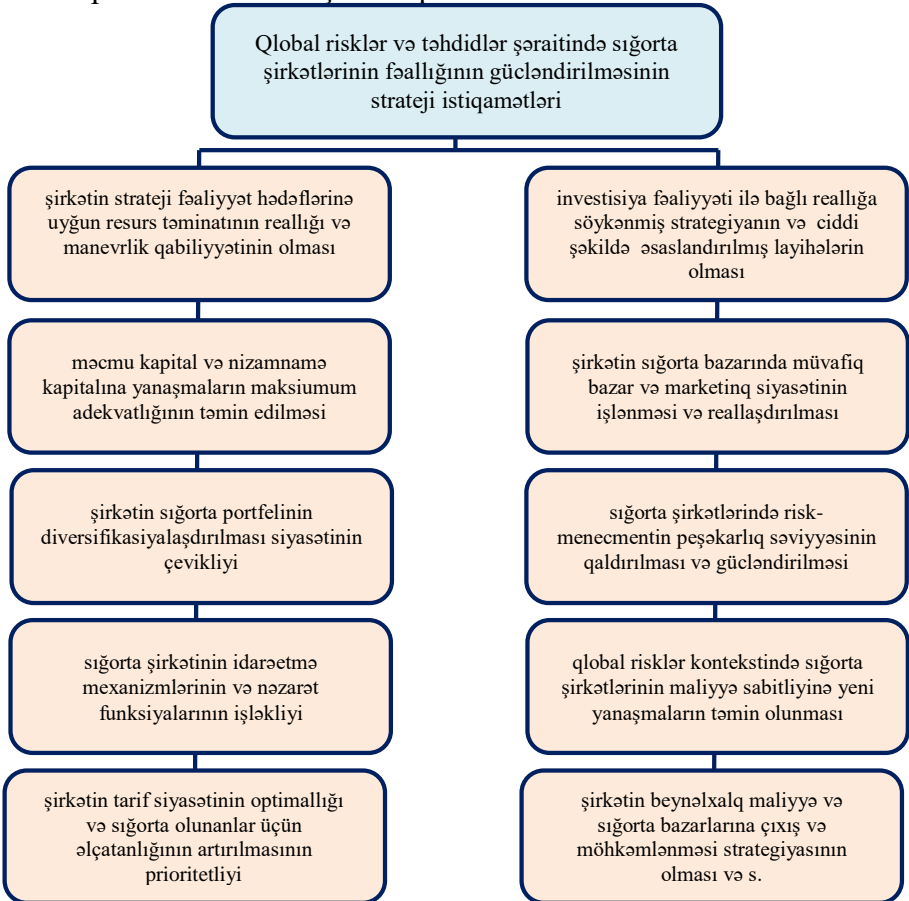 Qlobal risklər və təhdidlər şəraitində sığorta
şirkətlərinin fəallığının gücləndirilməsinin
strateji istiqamətləri
şirkətin strateji fəaliyyət hədəflərinə
uyğun resurs təminatının reallığı və
manevrlik qabiliyyətinin olması
məcmu kapital və nizamnamə
kapitalına yanaşmaların maksiumum
adekvatlığının təmin edilməsi
şirkətin sığorta portfelinin
diversifikasiyalaşdırılması siyasətinin
çevikliyi
sığorta şirkətinin idarəetmə
mexanizmlərinin və nəzarət
funksiyalarının işləkliyi
şirkətin tarif siyasətinin optimallığı
və sığorta olunanlar üçün
əlçatanlığının artırılmasının
prioritetliyi
investisiya fəaliyyəti ilə bağlı reallığa
söykənmiş strategiyanın və ciddi
şəkildə əsaslandırılmış layihələrin
olması
şirkətin sığorta bazarında müvafiq
bazar və marketinq siyasətinin
işlənməsi və reallaşdırılması
sığorta şirkətlərində risk-
menecmentin peşəkarlıq səviyyəsinin
qaldırılması və gücləndirilməsi
qlobal risklər kontekstində sığorta
şirkətlərinin maliyyə sabitliyinə yeni
yanaşmaların təmin olunması
şirkətin beynəlxalq maliyyə və
sığorta bazarlarına çıxış və
möhkəmlənməsi strategiyasının
olması və s.